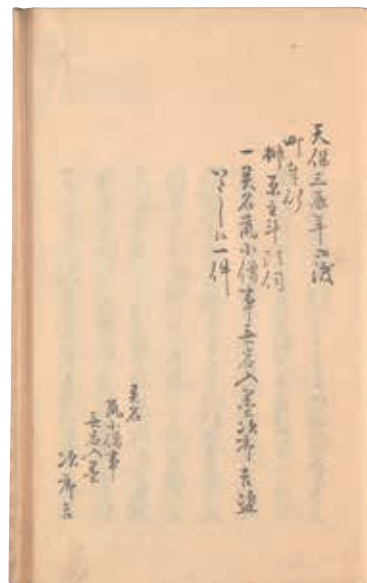 天保三辰年御渡
町奉行
榊原主計頭伺
一異名鼠小僧事無宿入墨次郎吉盗
いたし候一件
異名
鼠小僧事
無宿入墨
次郎吉